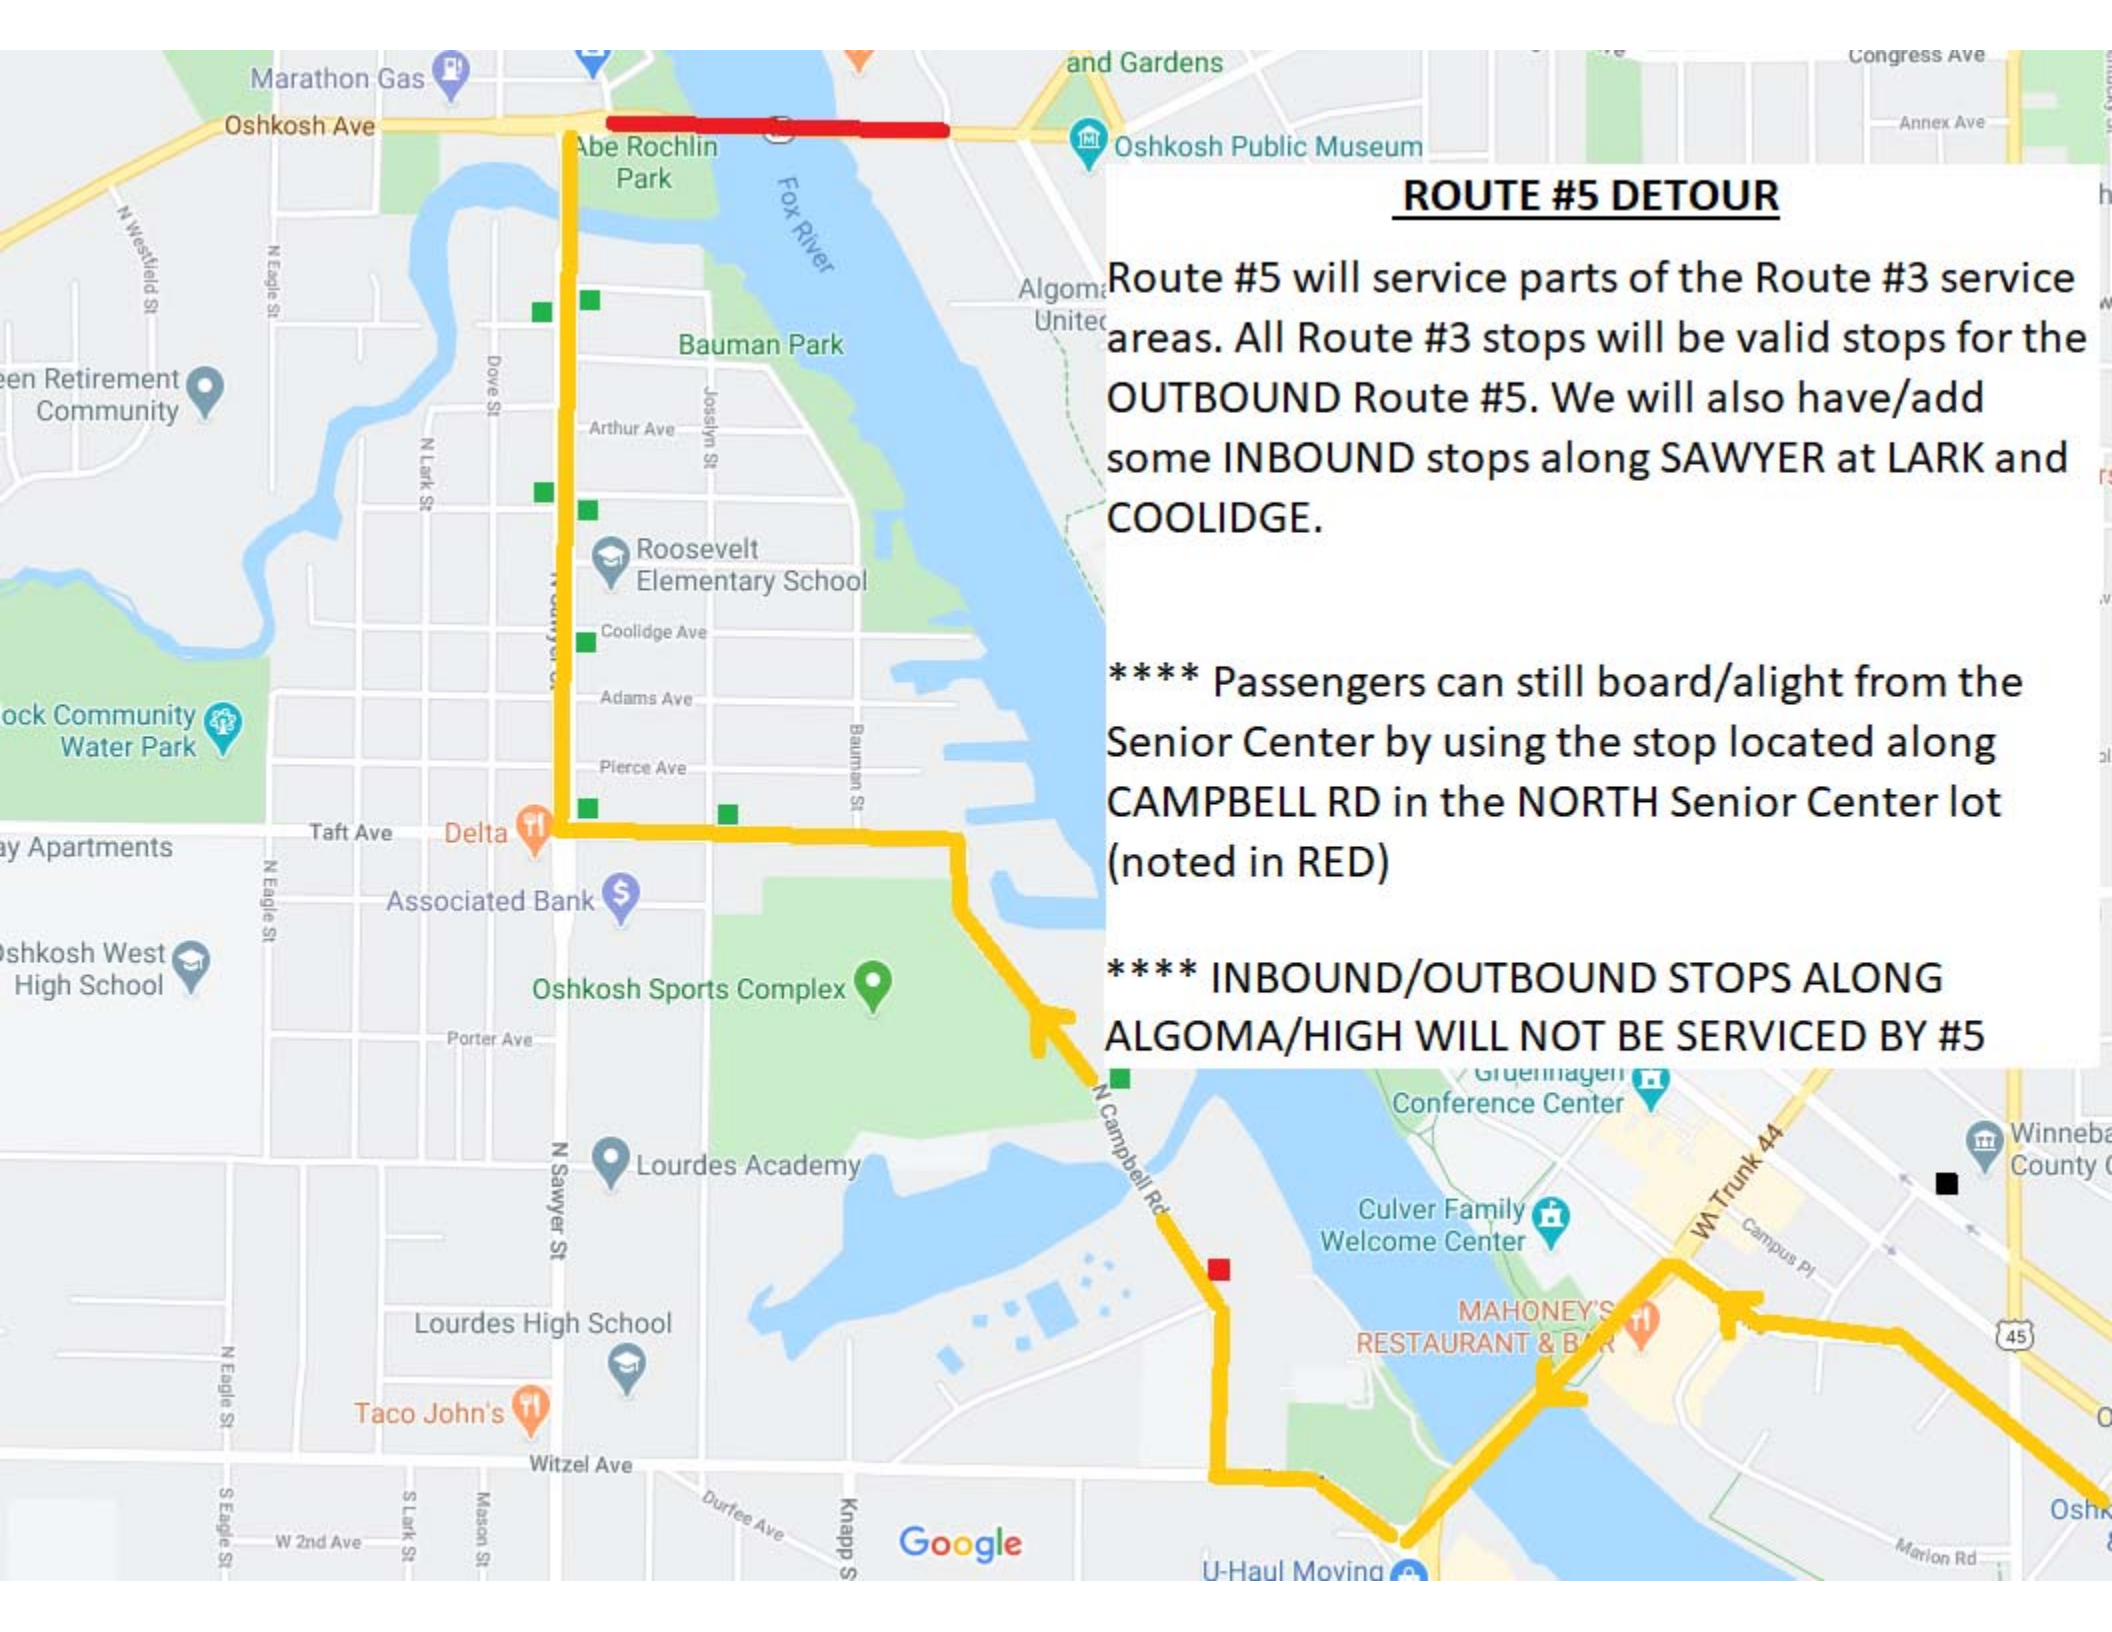 Marathon Gas
and Gardens
Congress Ave
Oshkosh Ave
Annex Ave
Abe Rochlin
Park
Oshkosh Public Museum
Fox River
N Westfield St
N Eagle St
ROUTE #5 DETOUR
Route #5 will service parts of the Route #3 service
areas. All Route #3 stops will be valid stops for the
OUTBOUND Route #5. We will also have/add
some INBOUND stops along SAWYER at LARK and
COOLIDGE.
**** Passengers can still board/alight from the
Senior Center by using the stop located along
CAMPBELL RD in the NORTH Senior Center lot
(noted in RED)
**** INBOUND/OUTBOUND STOPS ALONG
ALGOMA/HIGH WILL NOT BE SERVICED BY #5
Bauman Park
Retirement
Community
Dove St
Josslyn St
Arthur Ave
N Lark St
Roosevelt
Elementary School
Coolidge Ave
Adams Ave
Community
Water Park
Pierce Ave
Bauman St
Taft Ave
Delta
Apartments
N Eagle St
Associated Bank
West
High School
Oshkosh Sports Complex
Porter Ave
N Campbell Rd
Conference Center
Lourdes Academy
N Sawyer St
County
Trunk 44
Culver Family
Welcome Center
Campus Pl
MAHONEY'S
RESTAURANT &
45
Lourdes High School
N Eagle St
Taco John's
Witzel Ave
S Eagle St
S Lark St
Mason St
Durfee Ave
Knapp S
W 2nd Ave
Google
Marion Rd
U-Haul Moving